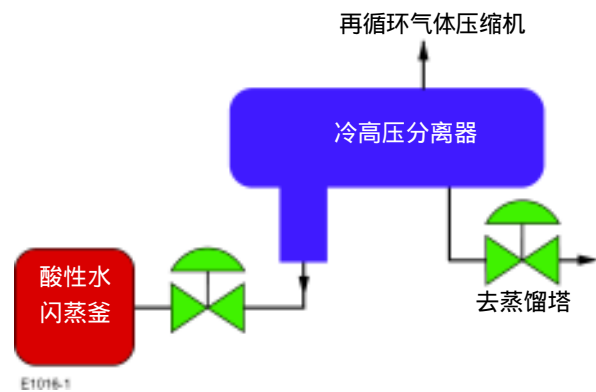 再循环气体压缩机
冷高压分离器
酸性水
闪蒸釜
去蒸馏塔
E1016-1